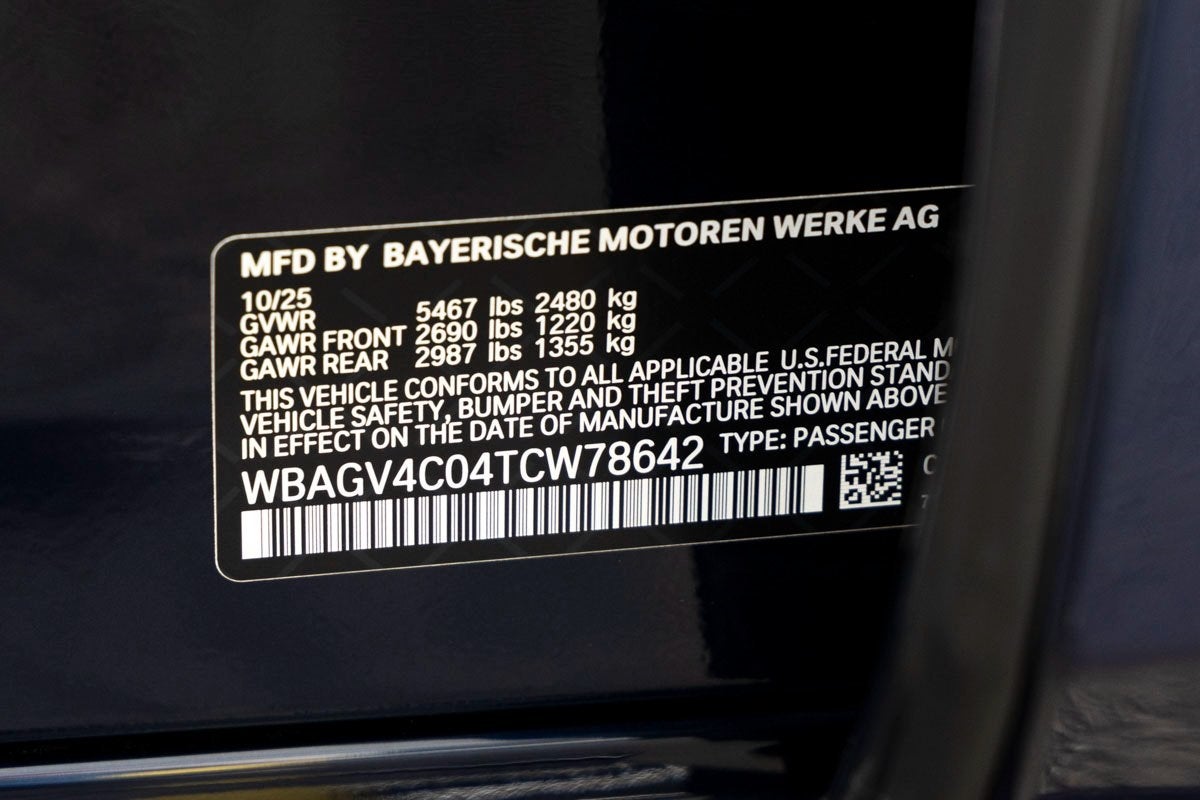 MFD BY BAYERISCHE MOTOREN WERKE AG
10/25
GVWR 5467 lbs 2480 kg
GAWR FRONT 2690 lbs 1220 kg
GAWR REAR 2987 lbs 1355 kg
THIS VEHICLE CONFORMS TO ALL APPLICABLE U.S.FEDERAL M
VEHICLE SAFETY, BUMPER AND THEFT PREVENTION STAND
IN EFFECT ON THE DATE OF MANUFACTURE SHOWN ABOVE
WBAGV4C04TCW78642 TYPE: PASSENGER